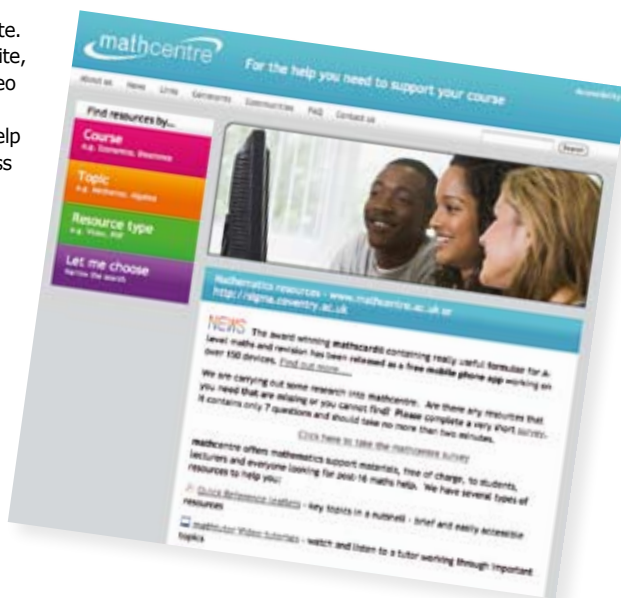 te.
ite,
eo
elp
ss
mathcentre
For the help you need to support your course
Accessibility
About us News Links Comments Communities FAQ Contact us
Search
Find resources by...
Course
e.g. Economics,
Topic
e.g. Algebra
Resource type
e.g. Video, PDF
Let me choose
Narrow the search
Mathematics resources - www.mathcentre.ac.uk or
http://sigma.coventry.ac.uk
NEWS The award winning mathscard® containing really useful formulae for A-
level maths and revision has been released as a free mobile phone app working on
over 150 devices. Find out more
We are carrying out some research into mathcentre. Are there any resources that
you need that are missing or you cannot find? Please complete a very short survey.
It contains only 7 questions and should take no more than two minutes.
Click here to take the mathcentre survey
mathcentre offers mathematics support materials, free of charge, to students,
lecturers and everyone looking for post-16 maths help. We have several types of
resources to help you:
Quick Reference leaflets - key topics in a nutshell - brief and easily accessible
resources
mathtutor Video tutorials - watch and listen to a tutor working through important
topics